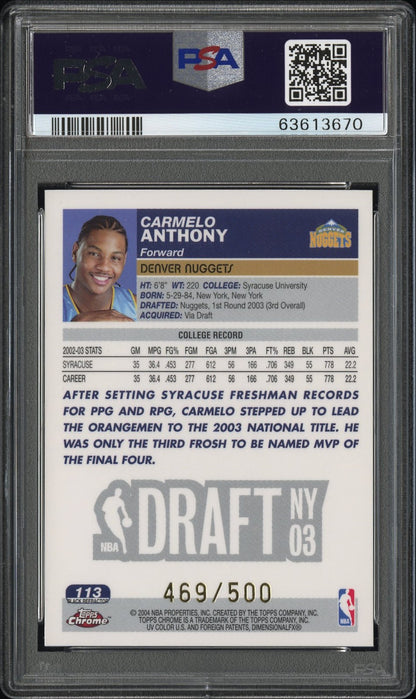 PSA
PSA
63613670
CARMELO
ANTHONY
Forward
DENVER NUGGETS
DENVER
NUGGETS
HT: 6'8" WT: 220 COLLEGE: Syracuse University
BORN: 5-29-84, New York, New York
DRAFTED: Nuggets, 1st Round 2003 (3rd Overall)
ACQUIRED: Via Draft
COLLEGE RECORD
2002-03 STATS GM MPG FG% FGM FGA 3PM 3PA FT% REB BLK PTS AVG
SYRACUSE 35 36.4 .453 277 612 56 166 .706 349 55 778 22.2
CAREER 35 36.4 .453 277 612 56 166 .706 349 55 778 22.2
AFTER SETTING SYRACUSE FRESHMAN RECORDS
FOR PPG AND RPG, CARMELO STEPPED UP TO LEAD
THE ORANGEMEN TO THE 2003 NATIONAL TITLE. HE
WAS ONLY THE THIRD FROSH TO BE NAMED MVP OF
THE FINAL FOUR.
NBA DRAFT NY 03
113
BLACK REFRACTOR
469/500
Topps
Chrome
NBA
© 2004 NBA PROPERTIES, INC. CREATED BY THE TOPPS COMPANY, INC.
TOPPS CHROME IS A TRADEMARK OF THE TOPPS COMPANY, INC.
UV COLOR U.S. AND FOREIGN PATENTS, DIMENSIONALFX®